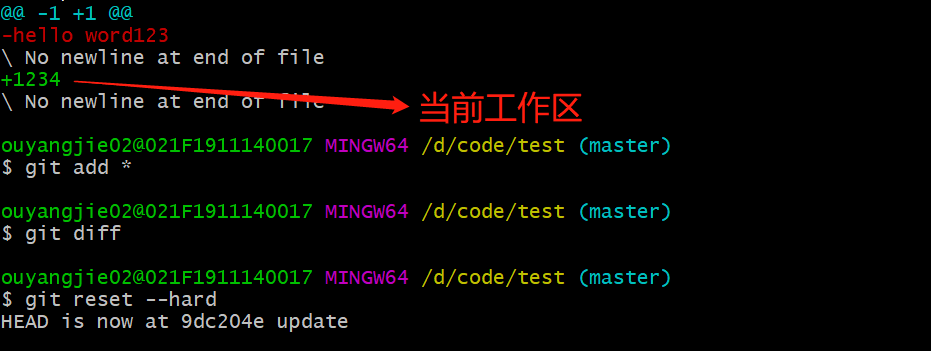 @@ -1 +1 @@
-hello word123
\ No newline at end of file
+1234
\ No newline at end of file
当前工作区
ouyangjie02@021F1911140017 MINGW64 /d/code/test (master)
$ git add *
ouyangjie02@021F1911140017 MINGW64 /d/code/test (master)
$ git diff
ouyangjie02@021F1911140017 MINGW64 /d/code/test (master)
$ git reset --hard
HEAD is now at 9dc204e update